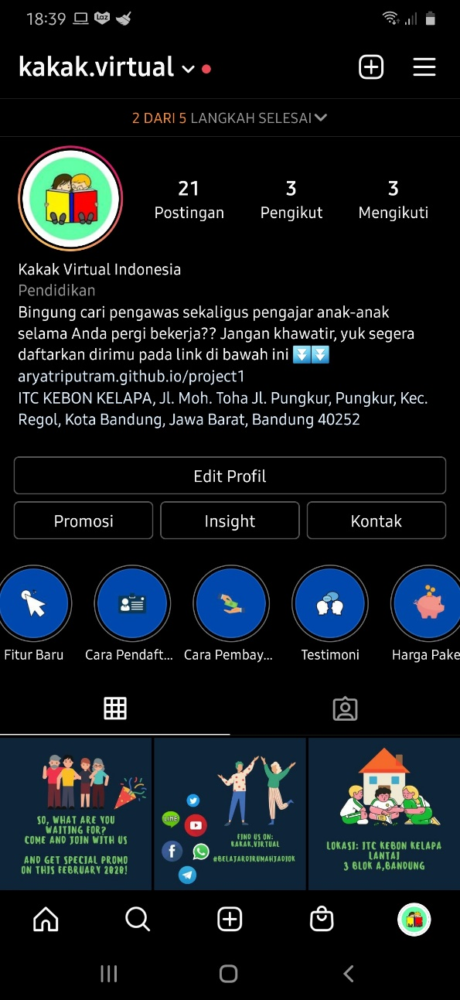 18:39
laz
kakak.virtual
2 DARI 5 LANGKAH SELESAI
21
Postingan
3
Pengikut
3
Mengikuti
Kakak Virtual Indonesia
Pendidikan
Bingung cari pengawas sekaligus pengajar anak-anak
selama Anda pergi bekerja?? Jangan khawatir, yuk segera
daftarkan dirimu pada link di bawah ini ⏬⏬
aryatriputram.github.io/project1
ITC KEBON KELAPA, Jl. Moh. Toha Jl. Pungkur, Pungkur, Kec.
Regol, Kota Bandung, Jawa Barat, Bandung 40252
Edit Profil
Promosi
Insight
Kontak
Fitur Baru
Cara Pendaft...
Cara Pembay...
Testimoni
Harga Pake
SO, WHAT ARE YOU
WAITING FOR?
COME AND JOIN WITH US
AND GET SPECIAL PROMO
ON THIS FEBRUARY 2020!
LINE
FIND US ON:
KAKAK.VIRTUAL
#BELAJARDIRUMAHJADIOK
LOKASI: ITC KEBON KELAPA
LANTAI
3 BLOK A,BANDUNG